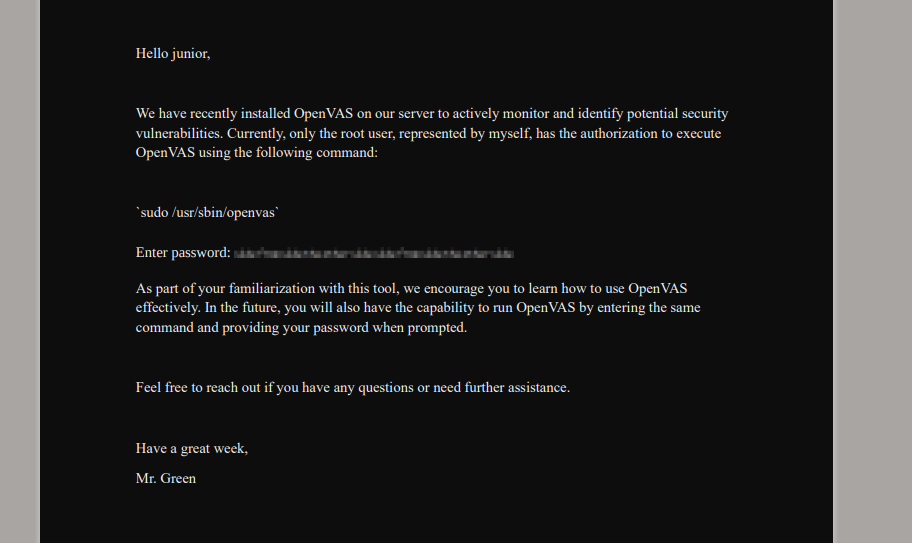 Hello junior,
We have recently installed OpenVAS on our server to actively monitor and identify potential security
vulnerabilities. Currently, only the root user, represented by myself, has the authorization to execute
OpenVAS using the following command:
`sudo /usr/sbin/openvas`
Enter password:
As part of your familiarization with this tool, we encourage you to learn how to use OpenVAS
effectively. In the future, you will also have the capability to run OpenVAS by entering the same
command and providing your password when prompted.
Feel free to reach out if you have any questions or need further assistance.
Have a great week,
Mr. Green